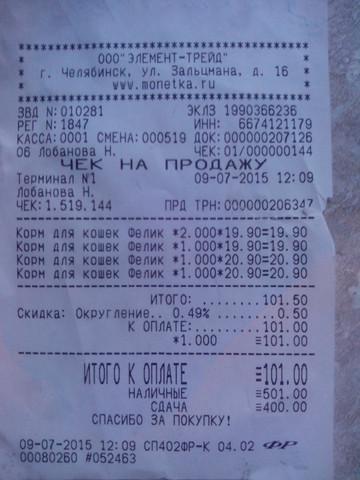 ************************************
ООО"ЭЛЕМЕНТ-ТРЕЙД"
г. Челябинск, ул. Зальцмана, д. 16
www.monetka.ru
************************************
ЗВД N:010281 ЭКЛЗ 1990366236
РЕГ N:1847 ИНН: 6674121179
КАССА:0001 СМЕНА:000519 ДОК:000000207126
Об Лобанова Н. ЧЕК:01/000000144
ЧЕК НА ПРОДАЖУ
Терминал N1 09-07-2015 12:09
Лобанова Н.
ЧЕК:1.519.144 ПРД ТРН:000000206347
Корм для кошек Фелик *2.000*19.90=19.90
Корм для кошек Фелик *1.000*19.90=19.90
Корм для кошек Фелик *1.000*20.90=20.90
Корм для кошек Фелик *1.000*20.90=20.90
ИТОГО:........101.50
Скидка: Округление.. 0.49% ........0.50
К ОПЛАТЕ:........101.00
*1.000 ≡101.00
ИТОГО К ОПЛАТЕ ≡101.00
НАЛИЧНЫЕ ≡501.00
СДАЧА ≡400.00
СПАСИБО ЗА ПОКУПКУ!
09-07-2015 12:09 СП402ФР-К 04.02 ФР
00080260 #052463